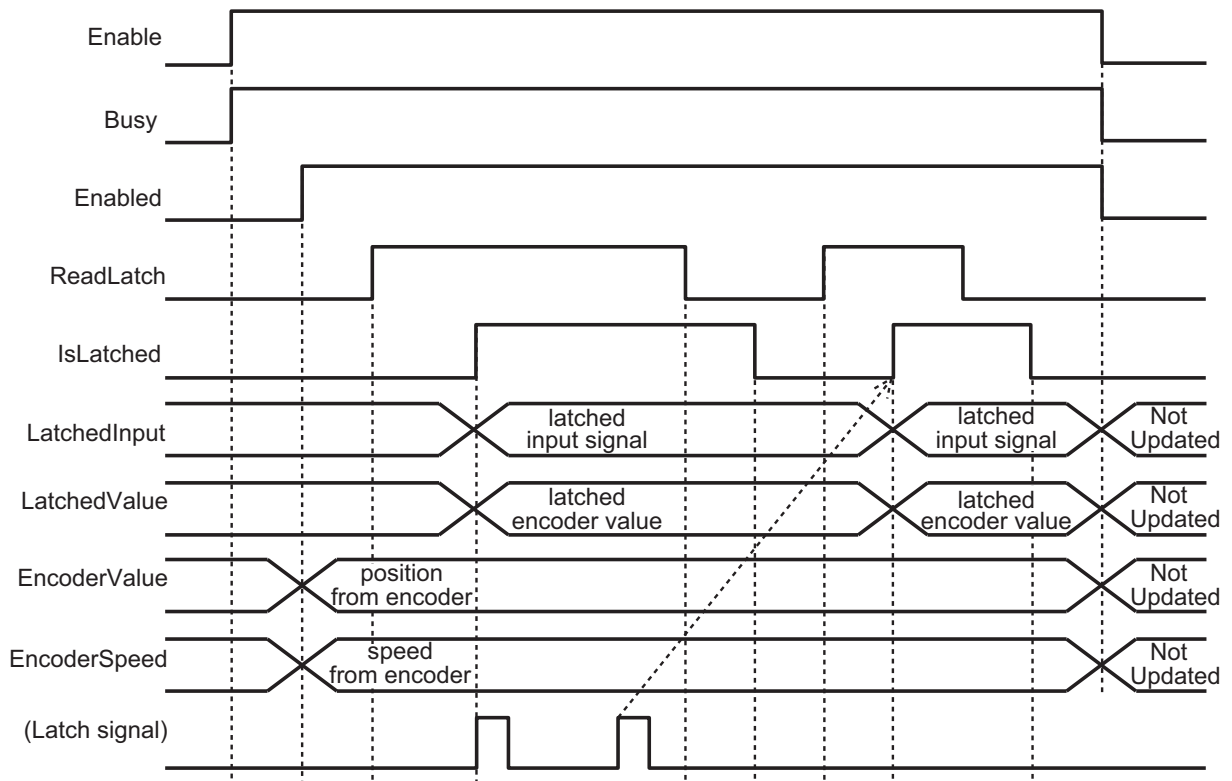 Enable
Busy
Enabled
ReadLatch
IsLatched
LatchedInput
latched
input signal
latched
input signal
Not
Updated
LatchedValue
latched
encoder value
latched
encoder value
Not
Updated
EncoderValue
position
from encoder
Not
Updated
EncoderSpeed
speed
from encoder
Not
Updated
(Latch signal)